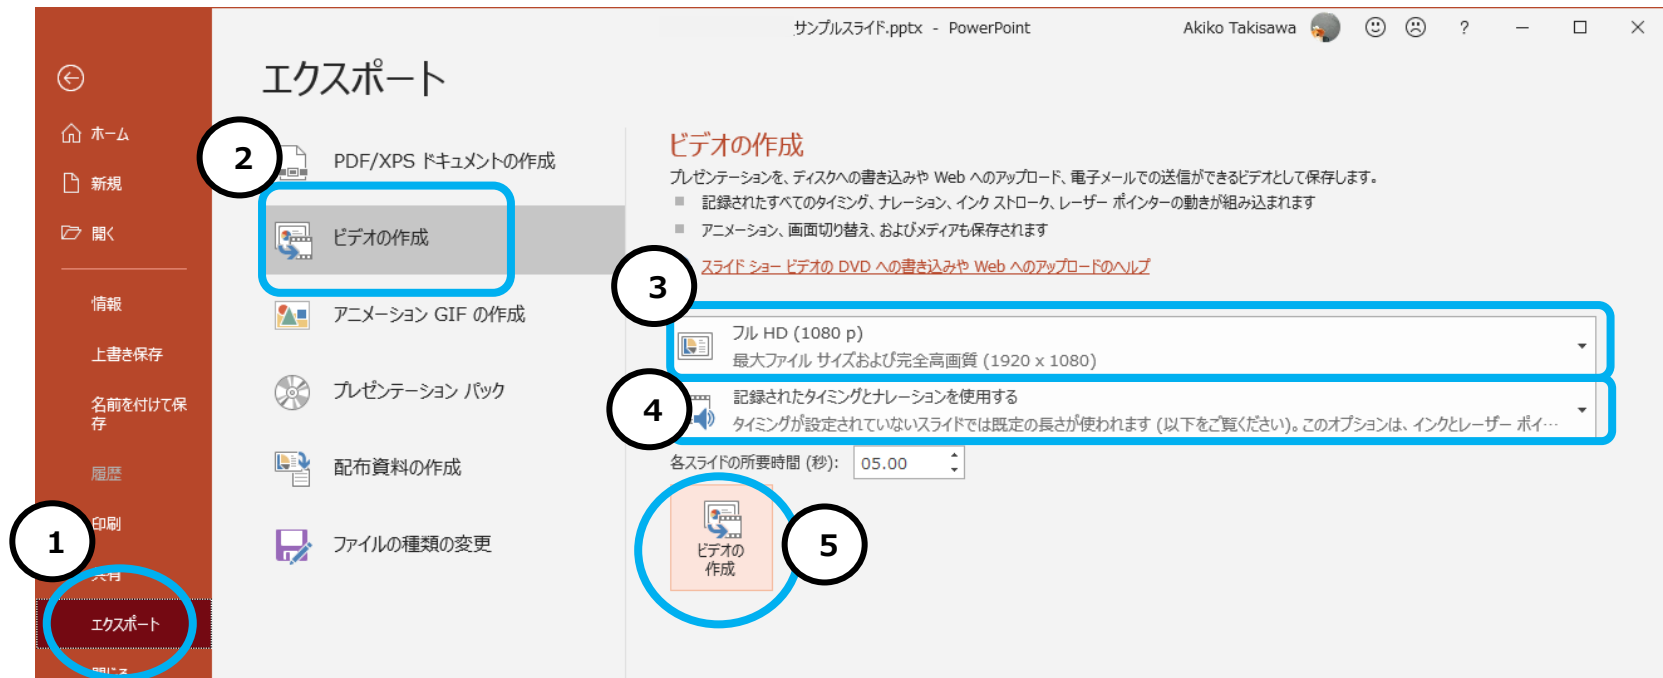 サンプルスライド.pptx - PowerPoint
Akiko Takisawa
?
エクスポート
ホーム
新規
開く
情報
上書き保存
名前を付けて保
存
履歴
印刷
共有
エクスポート
閉じる
1
2
PDF/XPS ドキュメントの作成
ビデオの作成
アニメーション GIF の作成
プレゼンテーション パック
配布資料の作成
ファイルの種類の変更
ビデオの作成
プレゼンテーションを、ディスクへの書き込みや Web へのアップロード、電子メールでの送信ができるビデオとして保存します。
記録されたすべてのタイミング、ナレーション、インク ストローク、レーザー ポインターの動きが組み込まれます
アニメーション、画面切り替え、およびメディアも保存されます
スライド ショー ビデオの DVD への書き込みや Web へのアップロードのヘルプ
3
フル HD (1080 p)
最大ファイル サイズおよび完全高画質 (1920 x 1080)
4
記録されたタイミングとナレーションを使用する
タイミングが設定されていないスライドでは既定の長さが使われます (以下をご覧ください)。このオプションは、インクとレーザー ポイ…
各スライドの所要時間 (秒): 05.00
ビデオの
作成
5